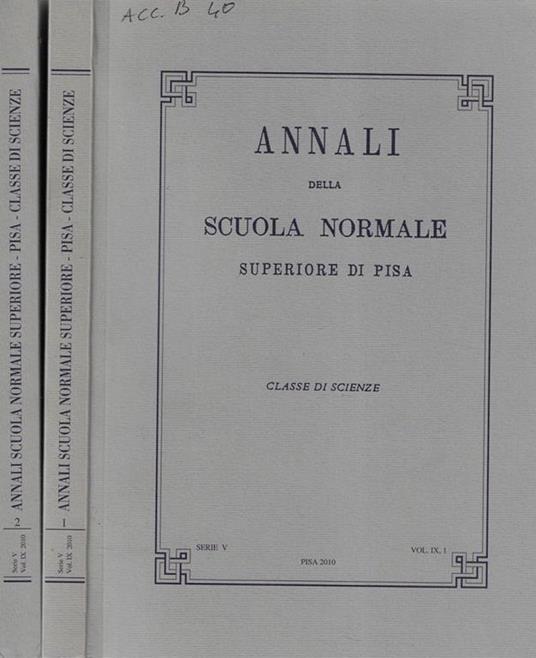 ACC. B 40
ANNALI
DELLA
SCUOLA NORMALE
SUPERIORE DI PISA
CLASSE DI SCIENZE
SERIE V
VOL. IX, 1
PISA 2010
Serie V
Vol. IX 2010
2
ANNALI SCUOLA NORMALE SUPERIORE - PISA - CLASSE DI SCIENZE
Serie V
Vol. IX 2010
1
ANNALI SCUOLA NORMALE SUPERIORE - PISA - CLASSE DI SCIENZE